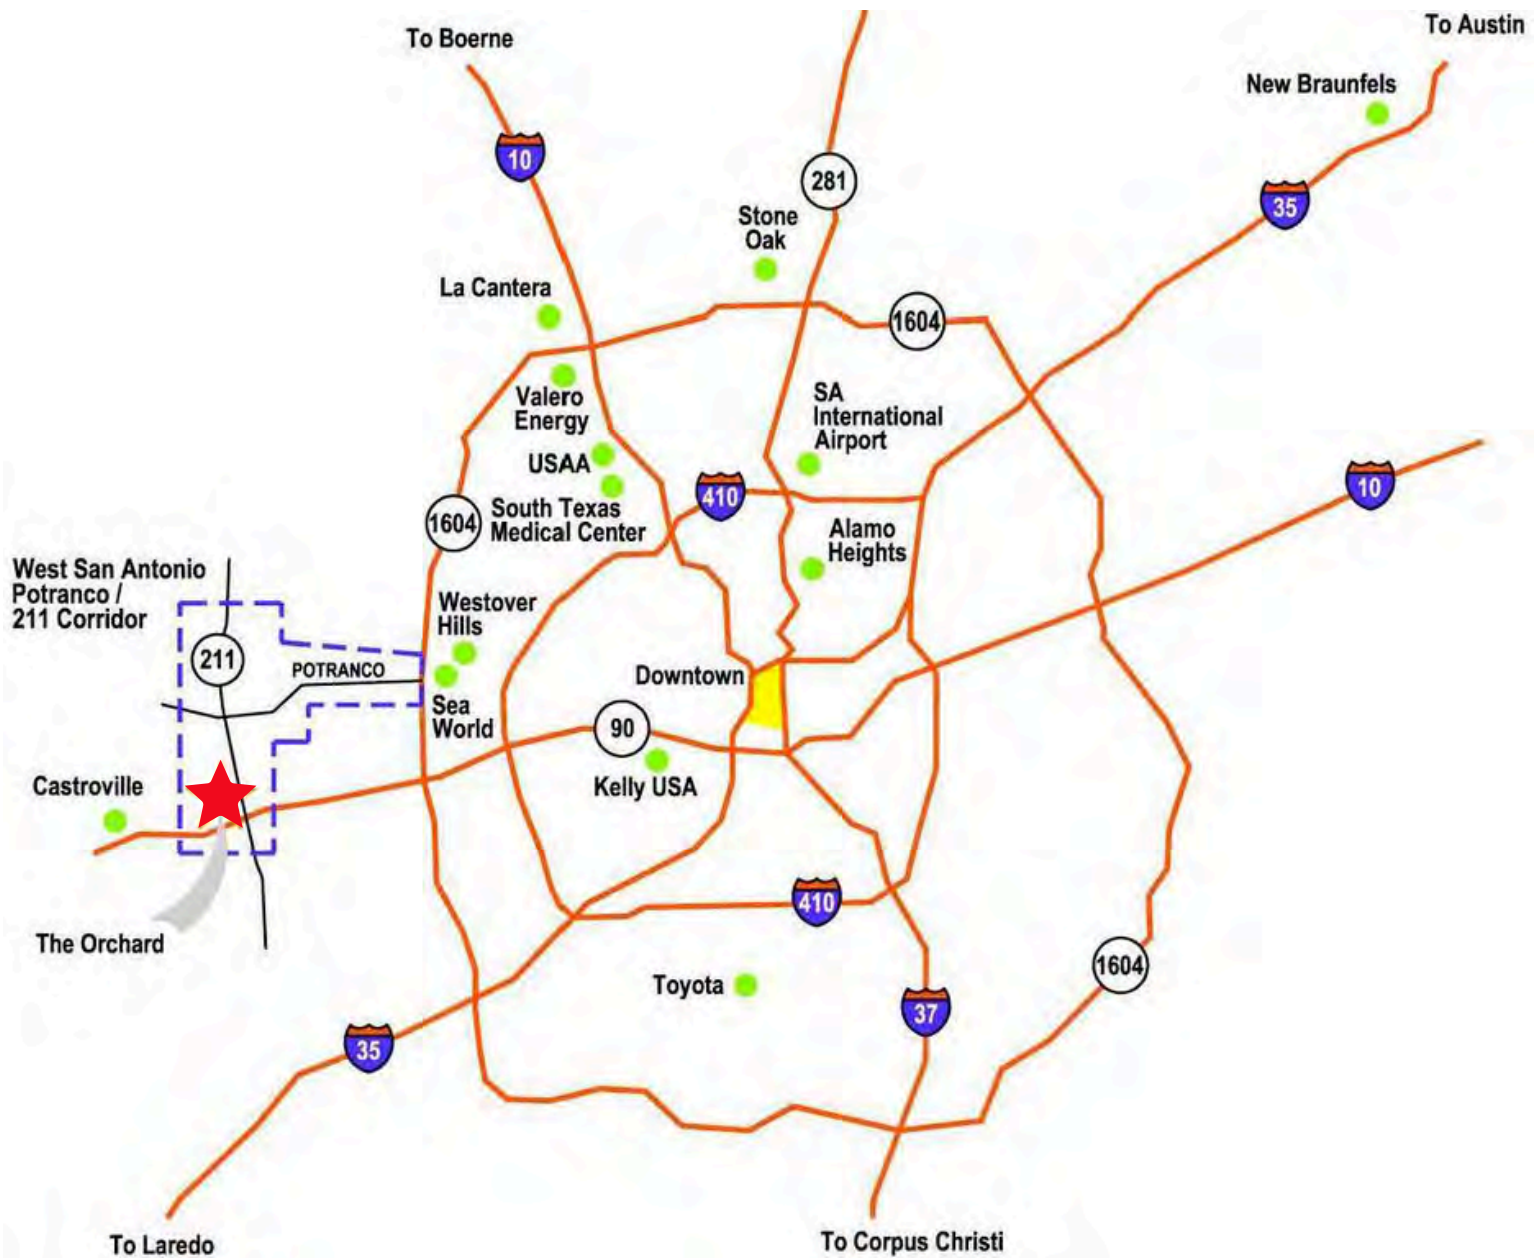 To Boerne
To Austin
New Braunfels
10
281
35
Stone
Oak
La Cantera
1604
Valero
Energy
SA
International
Airport
USAA
410
10
1604
South Texas
Medical Center
Alamo
Heights
West San Antonio
Potranco /
211 Corridor
Westover
Hills
211
POTRANCO
Downtown
Sea
World
90
Castroville
Kelly USA
410
The Orchard
1604
Toyota
37
35
To Laredo
To Corpus Christi